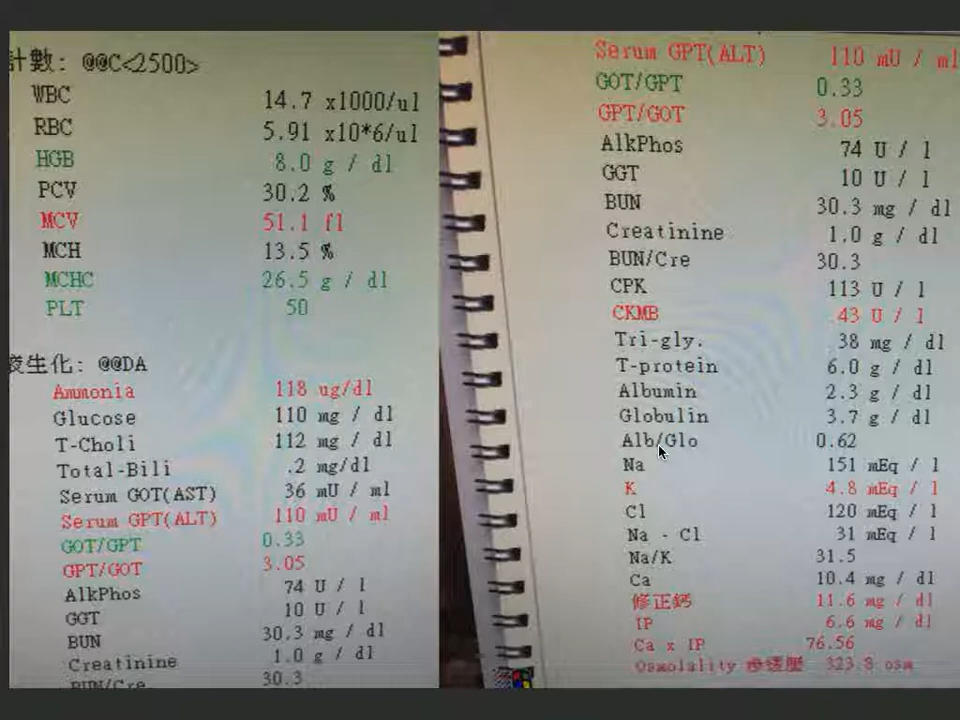 計數: @@C<2500>
WBC 14.7 x1000/ul
RBC 5.91 x10*6/ul
HGB 8.0 g / dl
PCV 30.2 %
MCV 51.1 fl
MCH 13.5 %
MCHC 26.5 g / dl
PLT 50
生化: @@DA
Ammonia 118 ug/dl
Glucose 110 mg / dl
T-Choli 112 mg / dl
Total-Bili .2 mg/dl
Serum GOT(AST) 36 mU / ml
Serum GPT(ALT) 110 mU / ml
GOT/GPT 0.33
GPT/GOT 3.05
AlkPhos 74 U / l
GGT 10 U / l
BUN 30.3 mg / dl
Creatinine 1.0 g / dl
BUN/Cre 30.3
Serum GPT(ALT) 110 mU / ml
GOT/GPT 0.33
GPT/GOT 3.05
AlkPhos 74 U / l
GGT 10 U / l
BUN 30.3 mg / dl
Creatinine 1.0 g / dl
BUN/Cre 30.3
CPK 113 U / l
CKMB 43 U / l
Tri-gly. 38 mg / dl
T-protein 6.0 g / dl
Albumin 2.3 g / dl
Globulin 3.7 g / dl
Alb/Glo 0.62
Na 151 mEq / l
K 4.8 mEq / l
Cl 120 mEq / l
Na - Cl 31 mEq / l
Na/K 31.5
Ca 10.4 mg / dl
修正鈣 11.6 mg / dl
IP 6.6 mg / dl
Ca x IP 76.56
Osmolality 滲透壓 323.8 osm